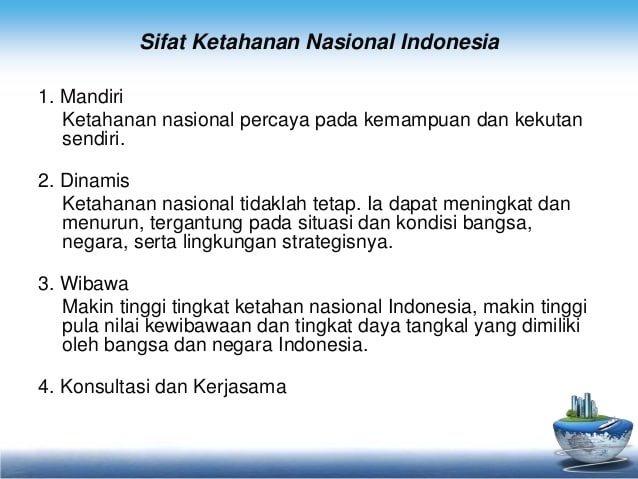 Sifat Ketahanan Nasional Indonesia
1. Mandiri
Ketahanan nasional percaya pada kemampuan dan kekutan
sendiri.
2. Dinamis
Ketahanan nasional tidaklah tetap. Ia dapat meningkat dan
menurun, tergantung pada situasi dan kondisi bangsa,
negara, serta lingkungan strategisnya.
3. Wibawa
Makin tinggi tingkat ketahan nasional Indonesia, makin tinggi
pula nilai kewibawaan dan tingkat daya tangkal yang dimiliki
oleh bangsa dan negara Indonesia.
4. Konsultasi dan Kerjasama